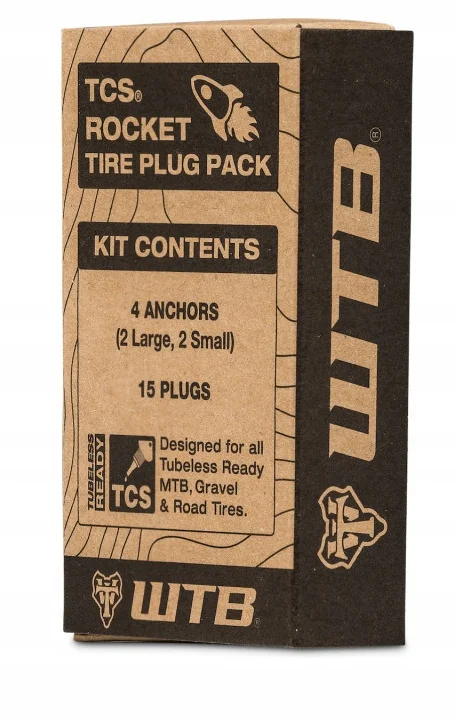 TCS®
ROCKET
TIRE PLUG PACK
KIT CONTENTS
4 ANCHORS
(2 Large, 2 Small)
15 PLUGS
TUBELESS
READY
TCS
Designed for all
Tubeless Ready
MTB, Gravel
& Road Tires.
WTB®
WTB®